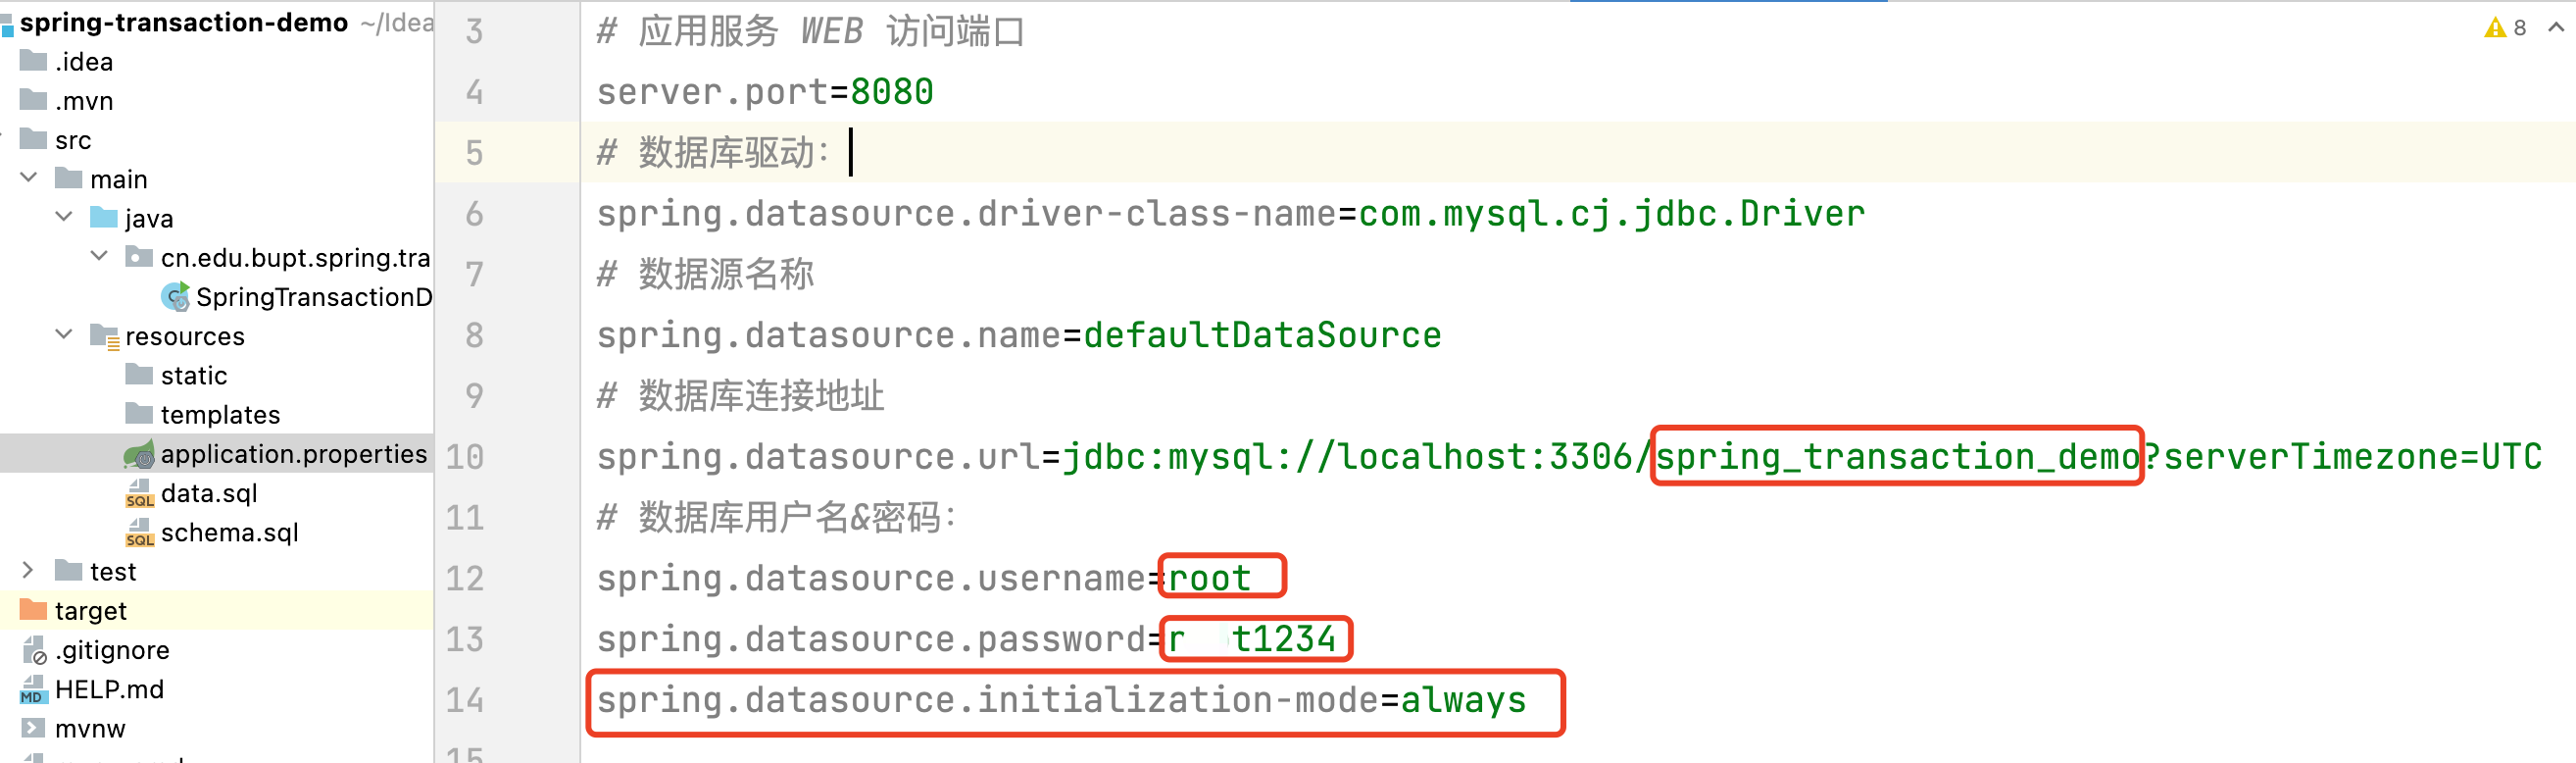 spring-transaction-demo ~/Idea
.idea
.mvn
src
main
java
cn.edu.bupt.spring.tra
SpringTransactionD
resources
static
templates
application.properties
data.sql
schema.sql
test
target
.gitignore
HELP.md
mvnw
8
3 # 应用服务 WEB 访问端口
4 server.port=8080
5 # 数据库驱动:
6 spring.datasource.driver-class-name=com.mysql.cj.jdbc.Driver
7 # 数据源名称
8 spring.datasource.name=defaultDataSource
9 # 数据库连接地址
10 spring.datasource.url=jdbc:mysql://localhost:3306/spring_transaction_demo?serverTimezone=UTC
11 # 数据库用户名&密码:
12 spring.datasource.username=root
13 spring.datasource.password=r t1234
14 spring.datasource.initialization-mode=always
15